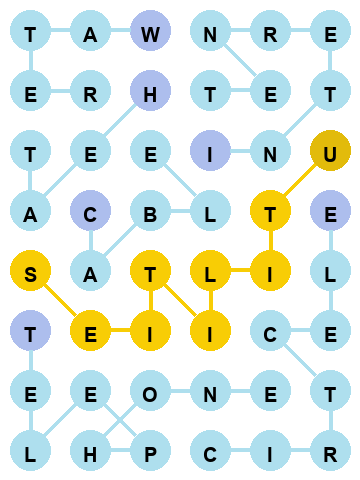 T A W N R E
E R H T E T
T E E I N U
A C B L T E
S A T L I L
T E I I C E
E E O N E T
L H P C I R